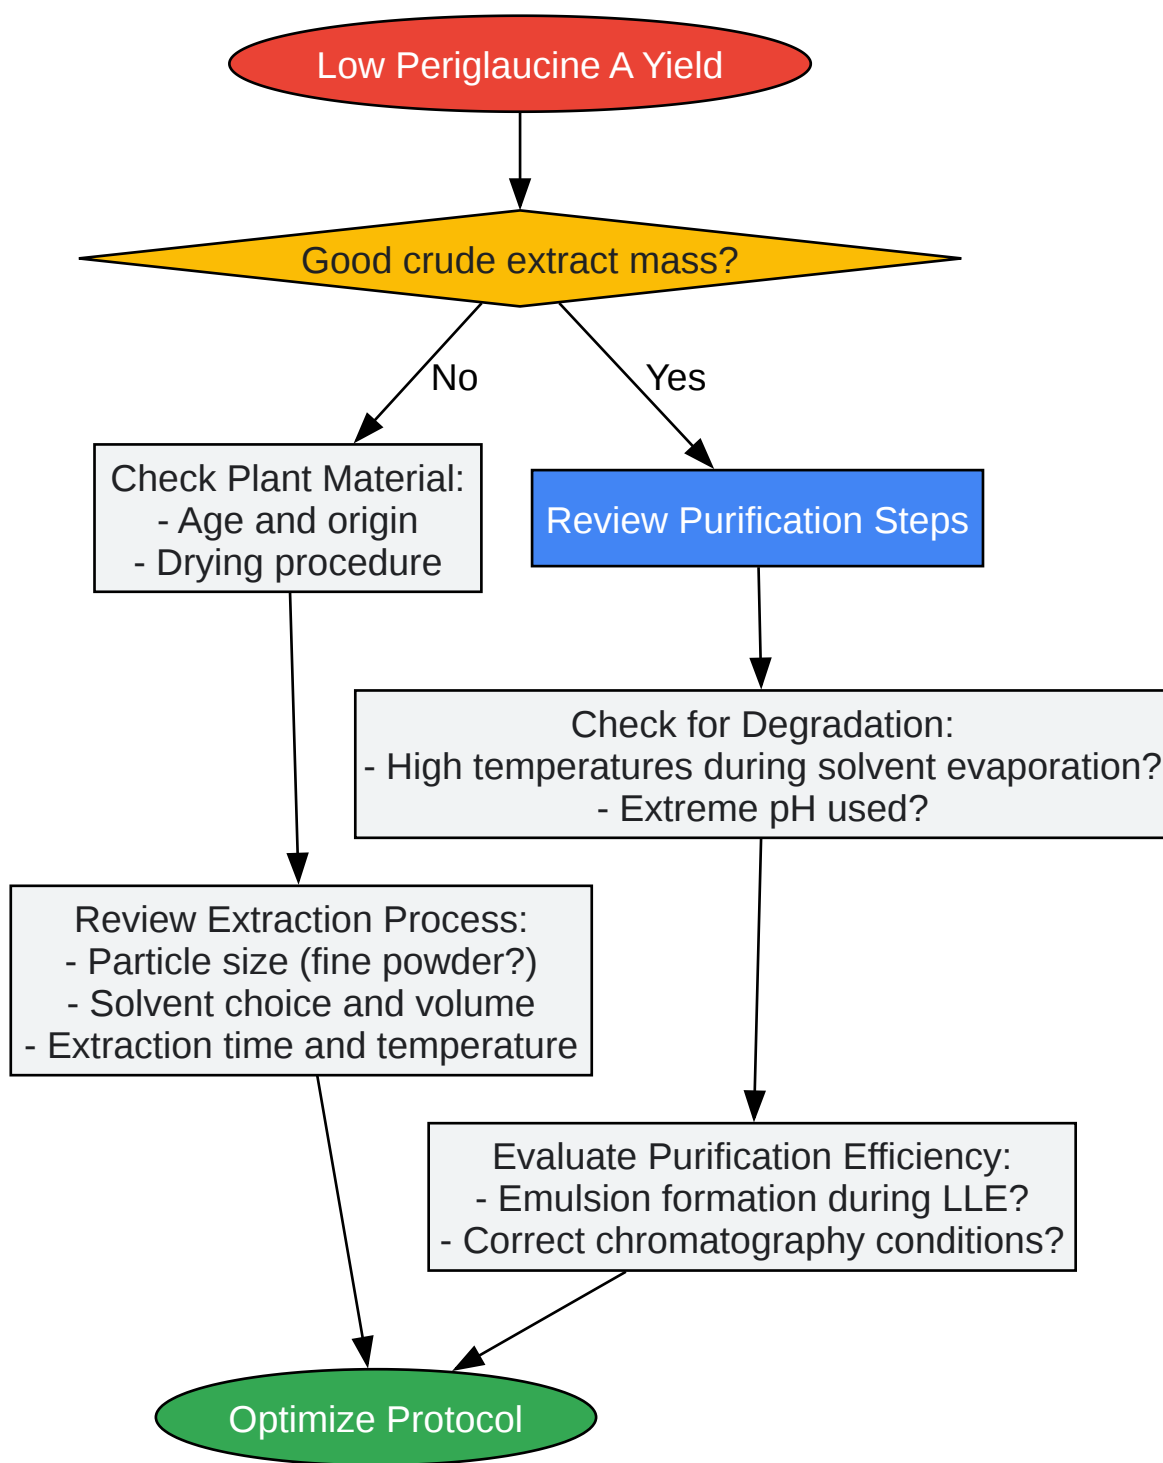 Low Periglaucine A Yield
Good crude extract mass?
No
Yes
Check Plant Material:
- Age and origin
- Drying procedure
Review Purification Steps
Check for Degradation:
- High temperatures during solvent evaporation?
- Extreme pH used?
Review Extraction Process:
- Particle size (fine powder?)
- Solvent choice and volume
- Extraction time and temperature
Evaluate Purification Efficiency:
- Emulsion formation during LLE?
- Correct chromatography conditions?
Optimize Protocol